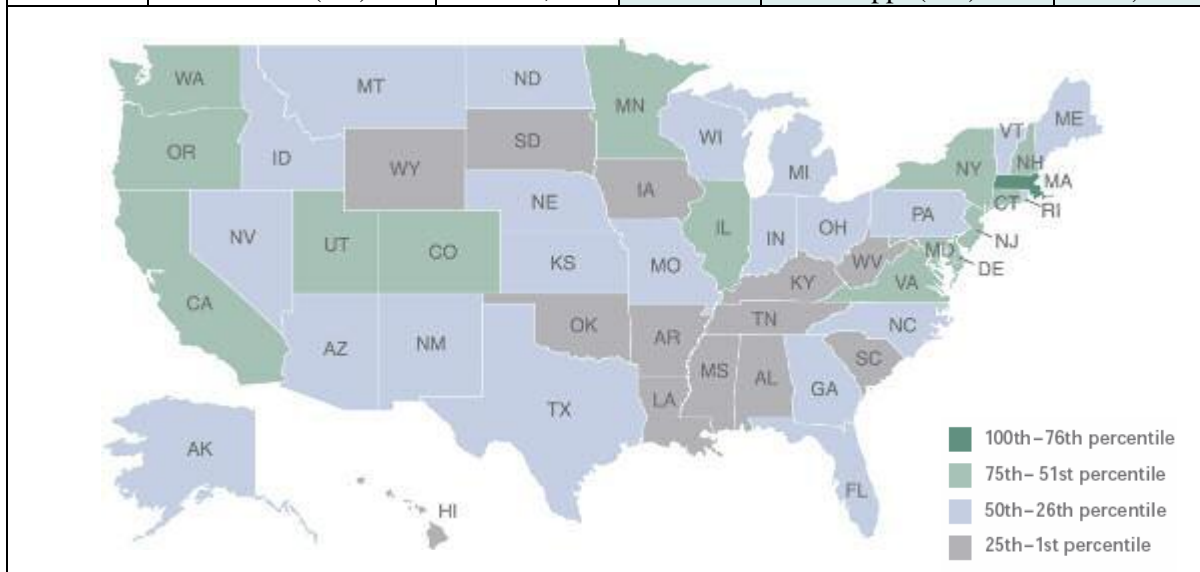 WA
MT
ND
MN
VT
ME
OR
ID
SD
WI
NY
NH
WY
MI
MA
IA
CT
RI
NE
PA
NV
IL
OH
NJ
UT
CO
IN
MD
KS
MO
WV
DE
KY
VA
CA
TN
NC
OK
AZ
NM
AR
SC
MS
AL
GA
LA
TX
100th–76th percentile
AK
75th–51st percentile
FL
HI
50th–26th percentile
25th–1st percentile